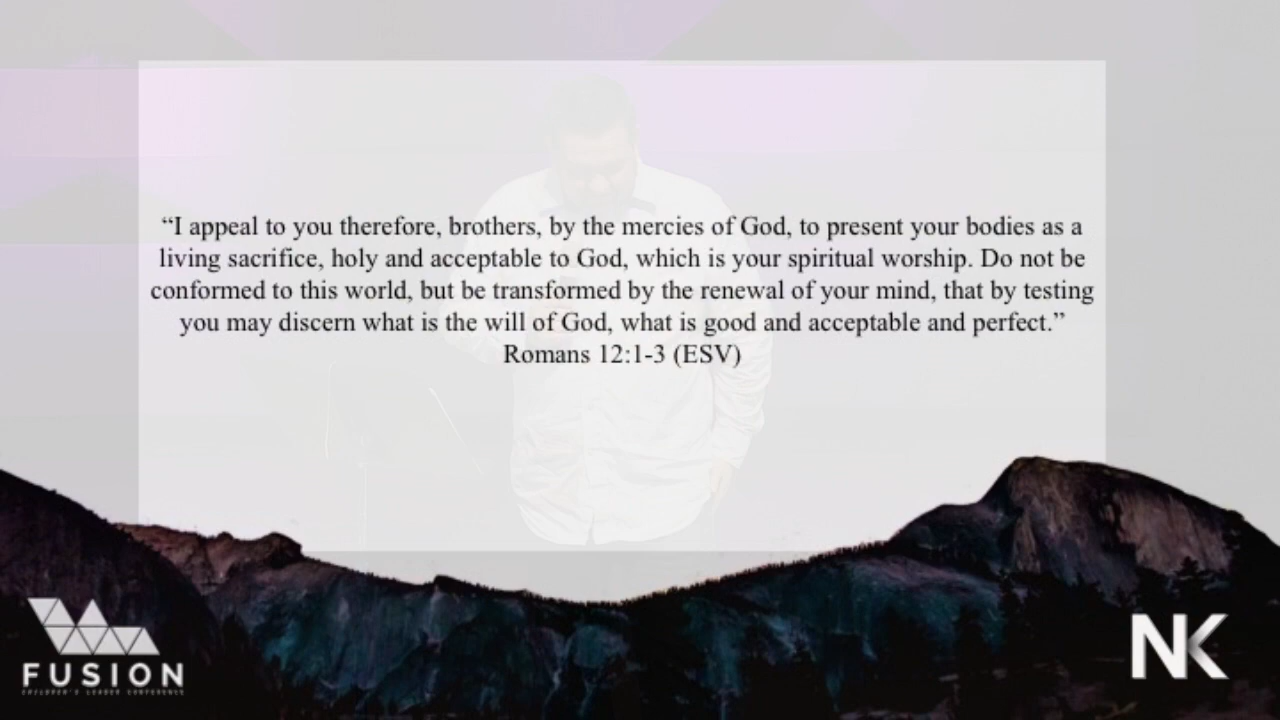 “I appeal to you therefore, brothers, by the mercies of God, to present your bodies as a
living sacrifice, holy and acceptable to God, which is your spiritual worship. Do not be
conformed to this world, but be transformed by the renewal of your mind, that by testing
you may discern what is the will of God, what is good and acceptable and perfect.”
Romans 12:1-3 (ESV)
FUSION
CHILDREN'S LEADER CONFERENCE
NK